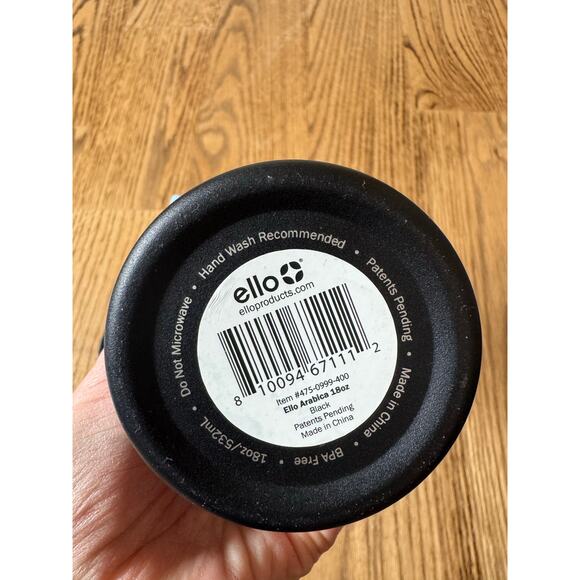 Hand Wash Recommended • Patents Pending • Made in China • BPA Free • 18oz/532mL • Do Not Microwave •
ello®
elloproducts.com
8 10094 67111 2
Item #475-0999-400
Ello Arabica 18oz
Black
Patents Pending
Made in China